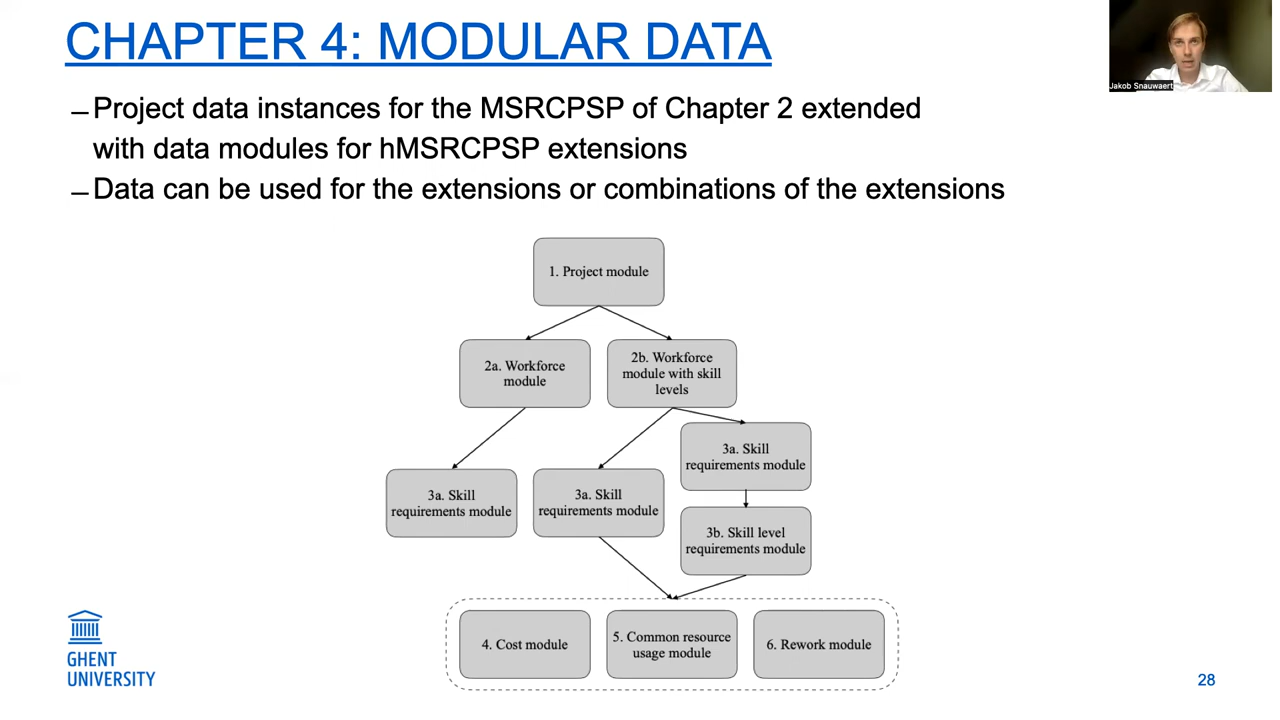 CHAPTER 4: MODULAR DATA
Jakob Snauwaert
– Project data instances for the MSRCPSP of Chapter 2 extended
with data modules for hMSRCPSP extensions
– Data can be used for the extensions or combinations of the extensions
1. Project module
2a. Workforce
module
2b. Workforce
module with skill
levels
3a. Skill
requirements module
3a. Skill
requirements module
3a. Skill
requirements module
3b. Skill level
requirements module
4. Cost module
5. Common resource
usage module
6. Rework module
GHENT
UNIVERSITY
28